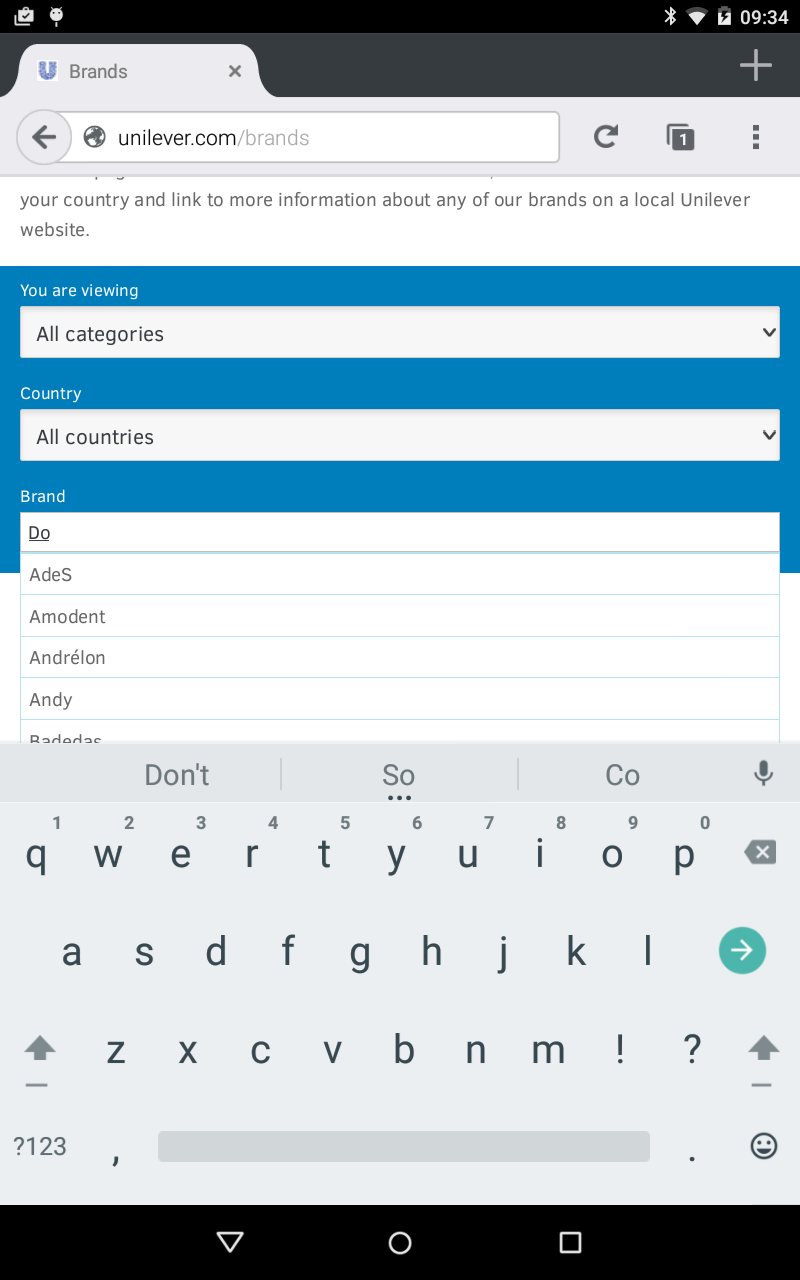 09:34
Brands
unilever.com/brands
1
your country and link to more information about any of our brands on a local Unilever
website.
You are viewing
All categories
Country
All countries
Brand
Do
AdeS
Amodent
Andrélon
Andy
Badedas
Don't So Co
1 2 3 4 5 6 7 8 9 0
q w e r t y u i o p
a s d f g h j k l
z x c v b n m ! ?
?123 , .